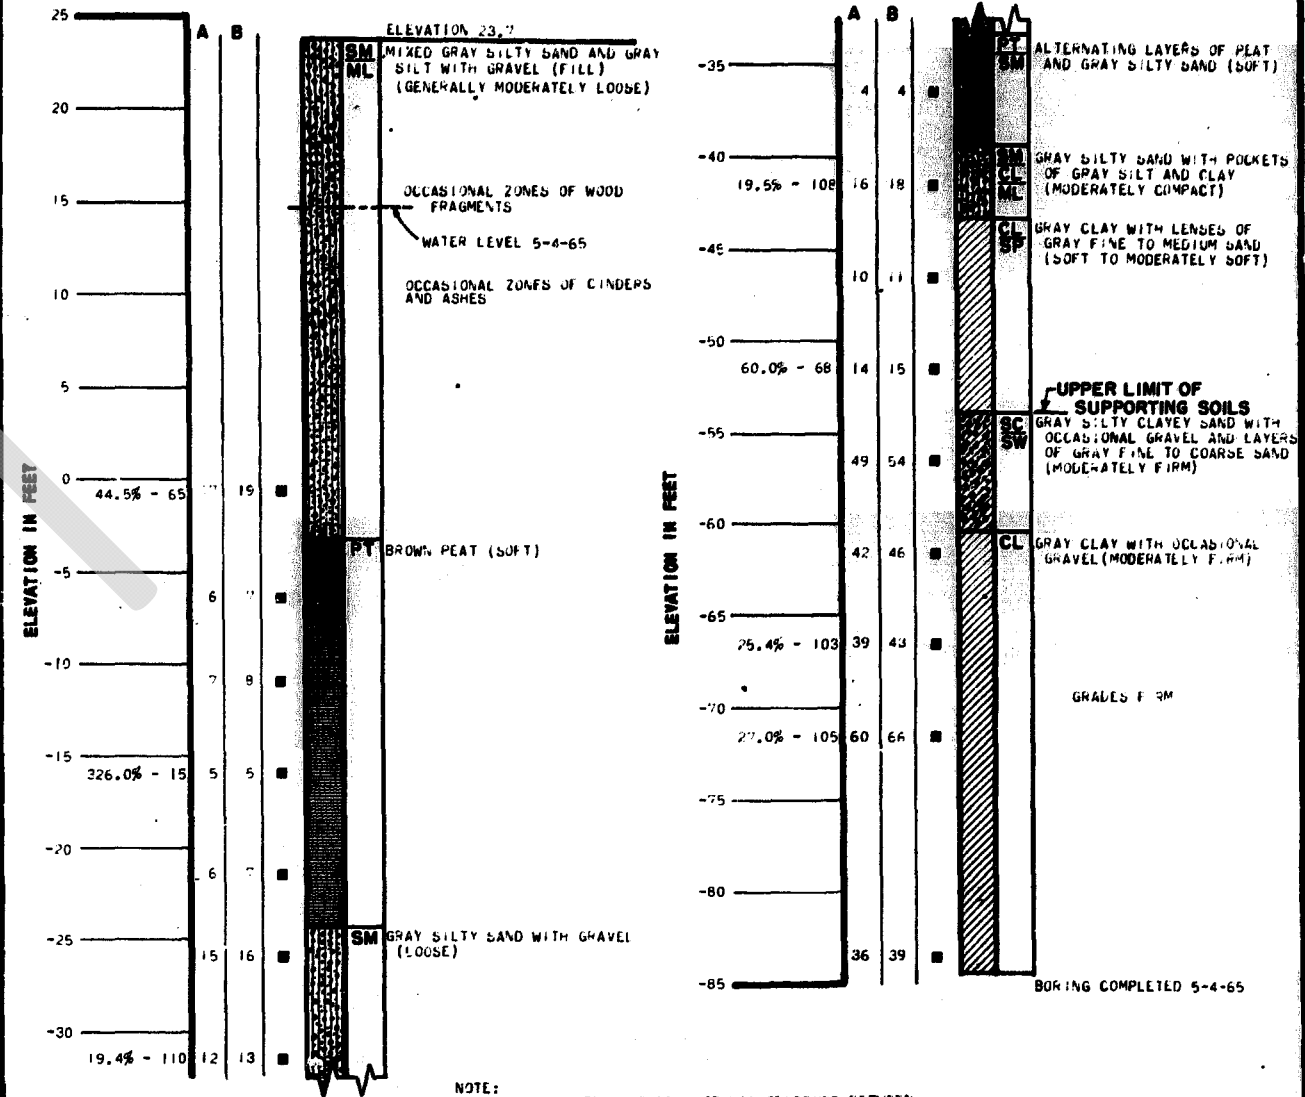 25
A B
ELEVATION 23.7
SM
ML
MIXED GRAY SILTY SAND AND GRAY
SILT WITH GRAVEL (FILL)
(GENERALLY MODERATELY LOOSE)
20
15
OCCASIONAL ZONES OF WOOD
FRAGMENTS
WATER LEVEL 5-4-65
10
OCCASIONAL ZONES OF CINDERS
AND ASHES
5
ELEVATION IN FEET
0
44.5% - 65 19
PT BROWN PEAT (SOFT)
-5
6
-10
7 8
-15
326.0% - 15 5 5
-20
6
-25
SM GRAY SILTY SAND WITH GRAVEL
(LOOSE)
15 16
-30
19.4% - 110 12 13
NOTE:
A B
PT
SM
ALTERNATING LAYERS OF PEAT
AND GRAY SILTY SAND (SOFT)
-35
4 4
-40
SM
CL
ML
GRAY SILTY SAND WITH POCKETS
OF GRAY SILT AND CLAY
(MODERATELY COMPACT)
19.5% - 108 16 18
CL
SP
GRAY CLAY WITH LENSES OF
GRAY FINE TO MEDIUM SAND
(SOFT TO MODERATELY SOFT)
-45
10 11
-50
60.0% - 68 14 15
UPPER LIMIT OF
SUPPORTING SOILS
SC
SW
GRAY SILTY CLAYEY SAND WITH
OCCASIONAL GRAVEL AND LAYERS
OF GRAY FINE TO COARSE SAND
(MODERATELY FIRM)
-55
49 54
ELEVATION IN FEET
-60
CL GRAY CLAY WITH OCCASIONAL
GRAVEL (MODERATELY FIRM)
42 46
-65
25.4% - 103 39 43
GRADES FIRM
-70
27.0% - 105 60 66
-75
-80
36 39
-85
BORING COMPLETED 5-4-65